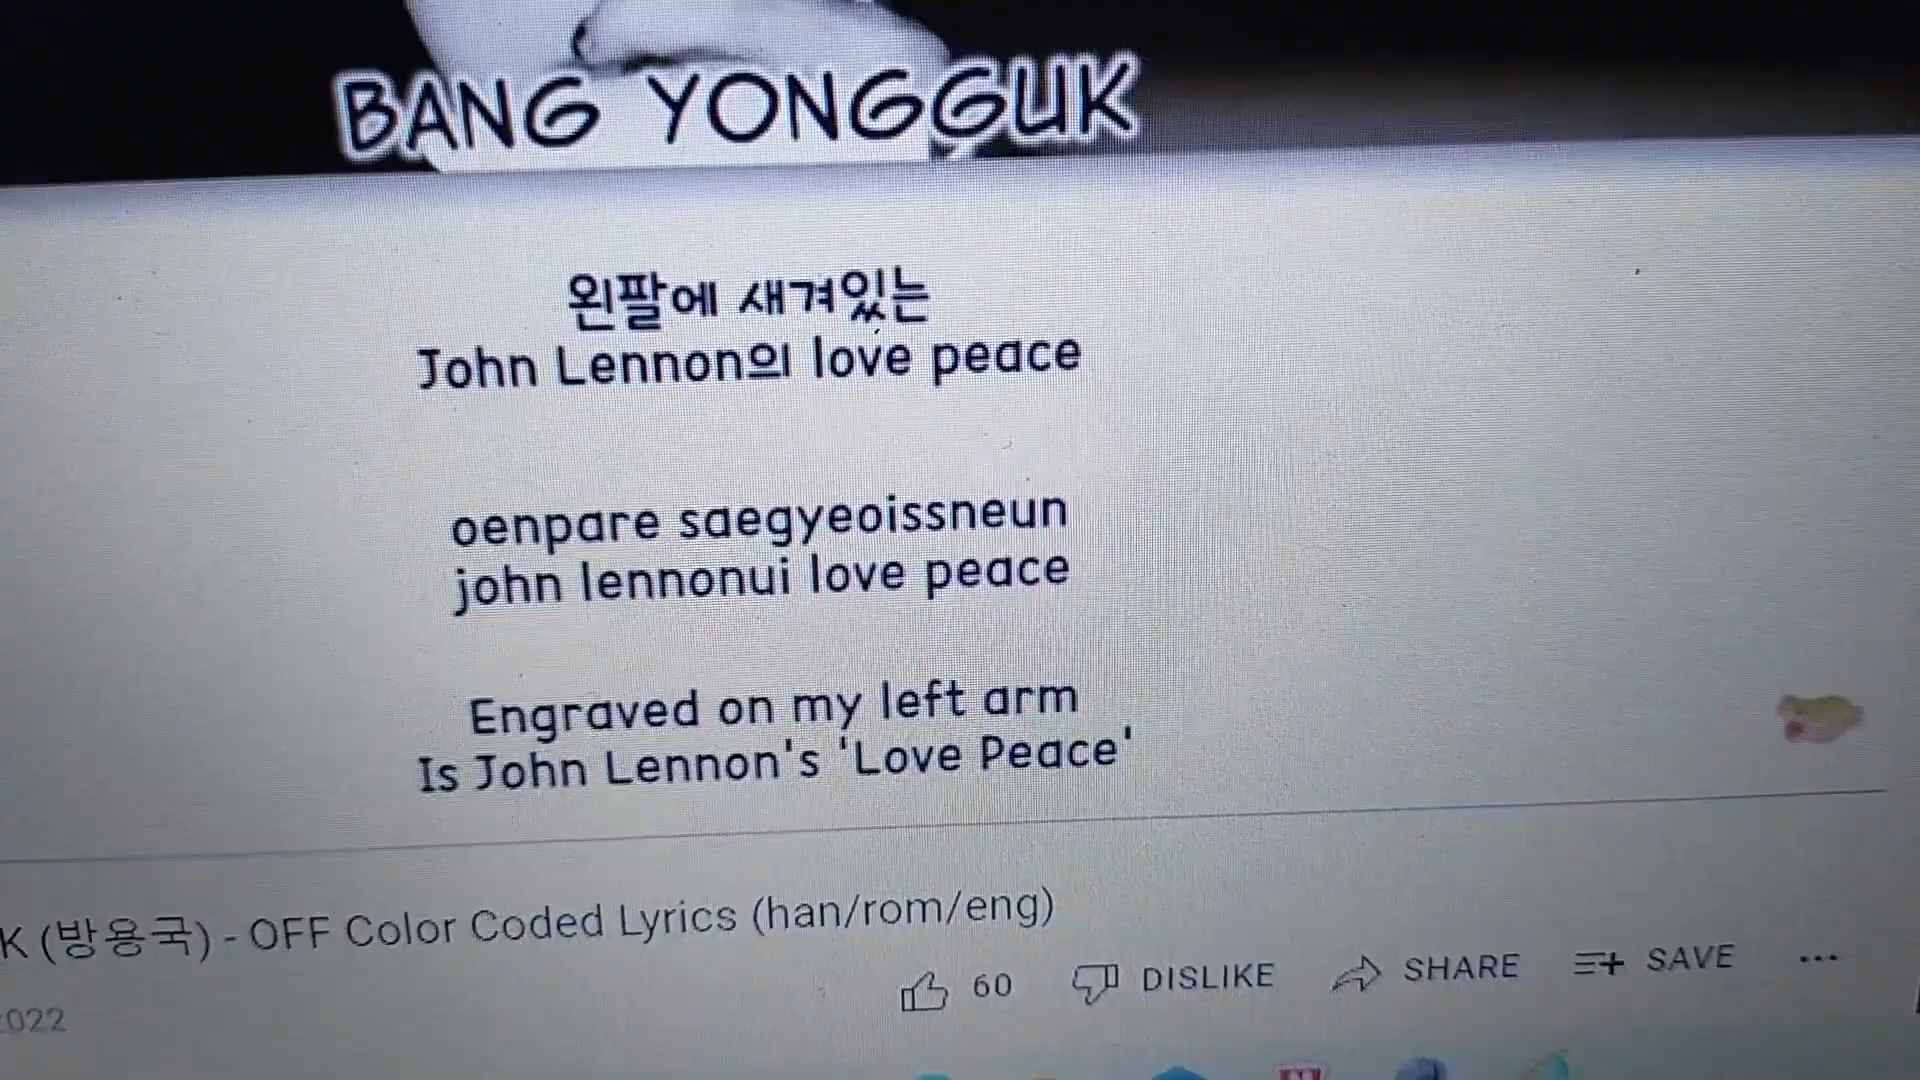 BANG YONGGUK
왼팔에 새겨있는
John Lennon의 love peace
oenpare saegyeoissneun
john lennonui love peace
Engraved on my left arm
Is John Lennon's 'Love Peace'
K (방용국) - OFF Color Coded Lyrics (han/rom/eng)
60 DISLIKE SHARE SAVE ...
2022